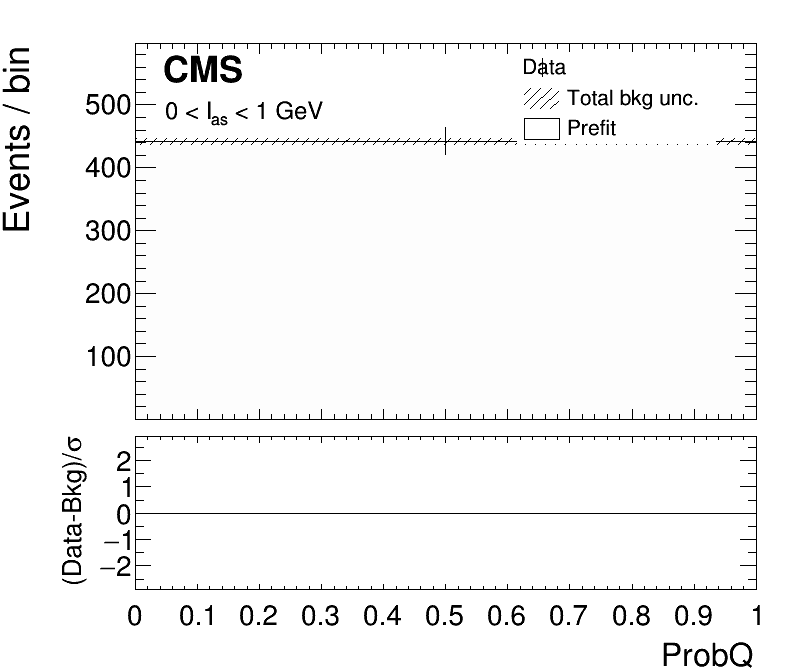 CMS
0 < Ias < 1 GeV
Data
Total bkg unc.
Prefit
Events / bin
500
400
300
200
100
(Data-Bkg)/σ
2
1
0
−1
−2
0 0.1 0.2 0.3 0.4 0.5 0.6 0.7 0.8 0.9 1
ProbQ